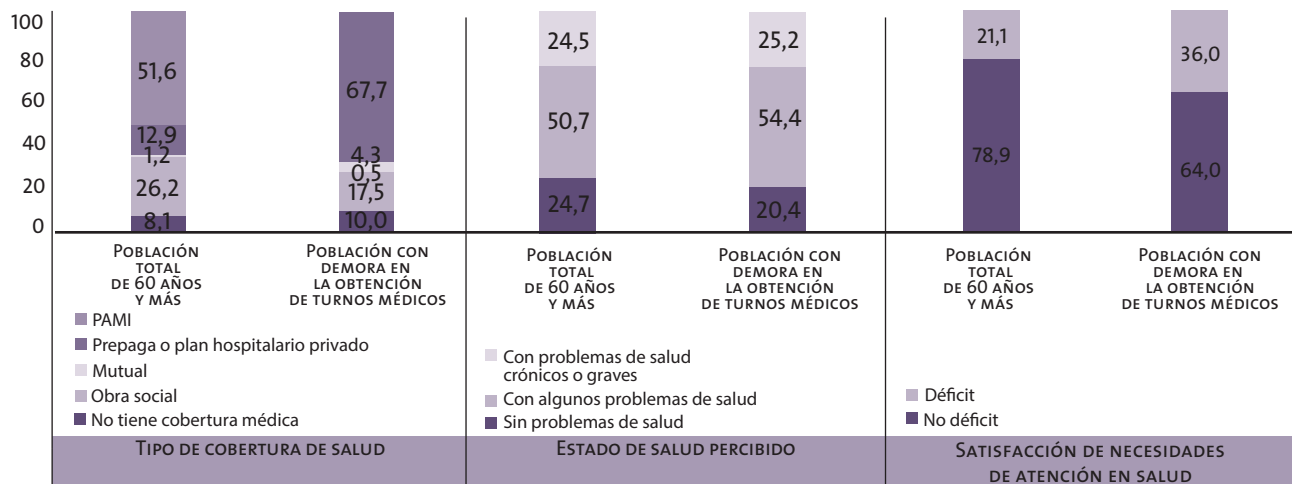 100
80
60
40
20
0
51,6
12,9
1,2
26,2
8,1
67,7
4,3
0,5
17,5
10,0
POBLACIÓN
TOTAL
DE 60 AÑOS
Y MÁS
POBLACIÓN CON
DEMORA EN
LA OBTENCIÓN
DE TURNOS MÉDICOS
PAMI
Prepaga o plan hospitalario privado
Mutual
Obra social
No tiene cobertura médica
TIPO DE COBERTURA DE SALUD
24,5
50,7
24,7
25,2
54,4
20,4
POBLACIÓN
TOTAL
DE 60 AÑOS
Y MÁS
POBLACIÓN CON
DEMORA EN
LA OBTENCIÓN
DE TURNOS MÉDICOS
Con problemas de salud
crónicos o graves
Con algunos problemas de salud
Sin problemas de salud
ESTADO DE SALUD PERCIBIDO
21,1
78,9
36,0
64,0
POBLACIÓN
TOTAL
DE 60 AÑOS
Y MÁS
POBLACIÓN CON
DEMORA EN
LA OBTENCIÓN
DE TURNOS MÉDICOS
Déficit
No déficit
SATISFACCIÓN DE NECESIDADES
DE ATENCIÓN EN SALUD